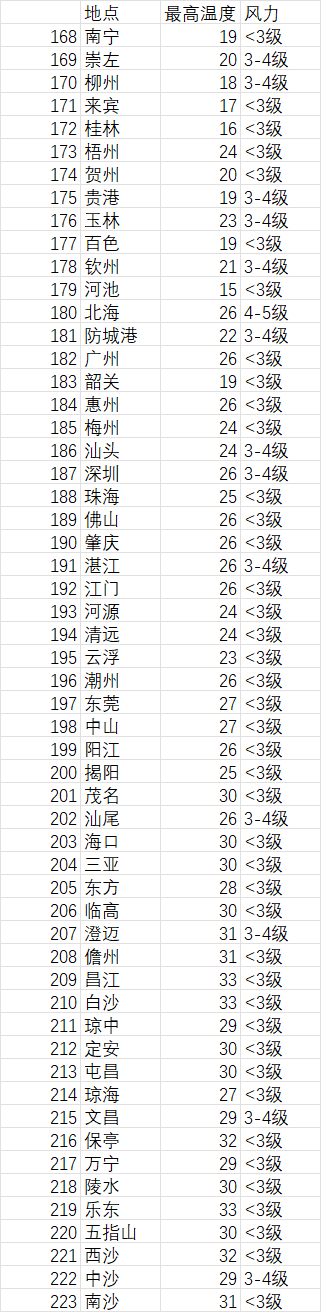 地点 最高温度 风力
168 南宁 19 <3级
169 崇左 20 3-4级
170 柳州 18 3-4级
171 来宾 17 <3级
172 桂林 16 <3级
173 梧州 24 <3级
174 贺州 20 <3级
175 贵港 19 3-4级
176 玉林 23 3-4级
177 百色 19 <3级
178 钦州 21 3-4级
179 河池 15 <3级
180 北海 26 4-5级
181 防城港 22 3-4级
182 广州 26 <3级
183 韶关 19 <3级
184 惠州 26 <3级
185 梅州 24 <3级
186 汕头 24 3-4级
187 深圳 26 3-4级
188 珠海 25 <3级
189 佛山 26 <3级
190 肇庆 26 <3级
191 湛江 26 3-4级
192 江门 26 <3级
193 河源 24 <3级
194 清远 24 <3级
195 云浮 23 <3级
196 潮州 26 <3级
197 东莞 27 <3级
198 中山 27 <3级
199 阳江 26 <3级
200 揭阳 25 <3级
201 茂名 30 <3级
202 汕尾 26 3-4级
203 海口 30 <3级
204 三亚 30 <3级
205 东方 28 <3级
206 临高 30 <3级
207 澄迈 31 3-4级
208 儋州 31 <3级
209 昌江 33 <3级
210 白沙 33 <3级
211 琼中 29 <3级
212 定安 30 <3级
213 屯昌 30 <3级
214 琼海 27 <3级
215 文昌 29 3-4级
216 保亭 32 <3级
217 万宁 29 <3级
218 陵水 30 <3级
219 乐东 33 <3级
220 五指山 30 <3级
221 西沙 32 <3级
222 中沙 29 3-4级
223 南沙 31 <3级